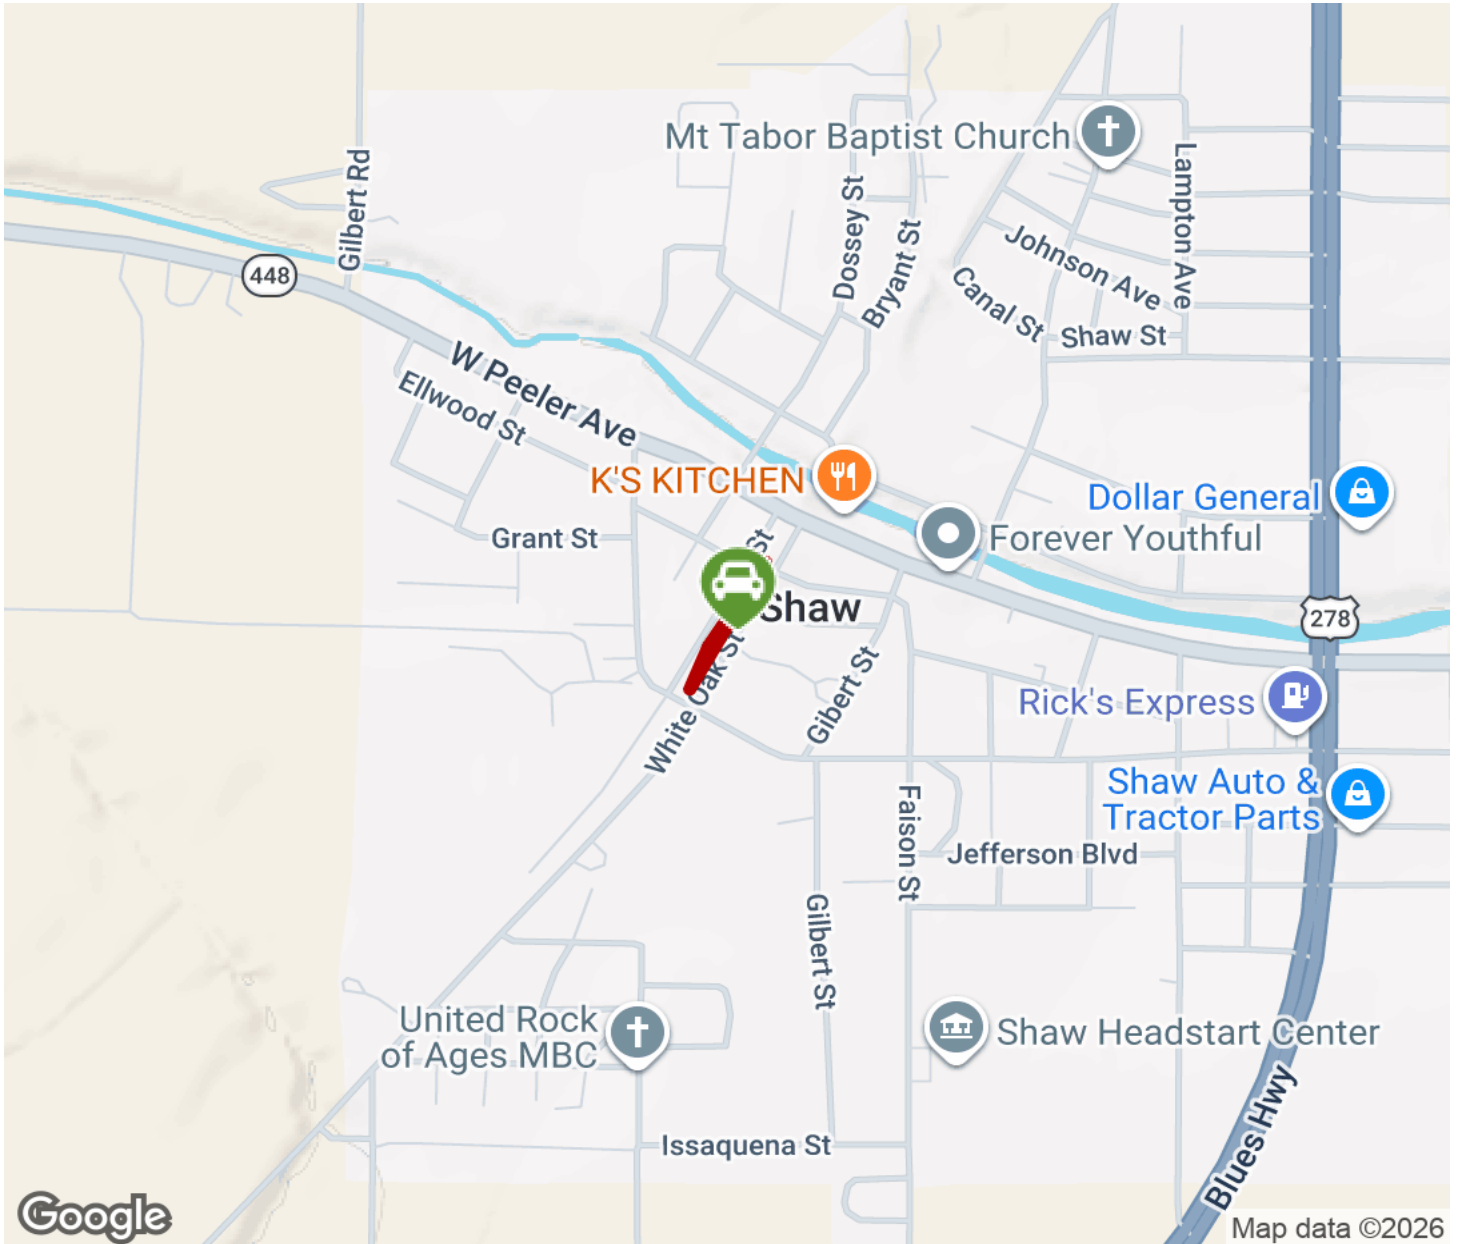 Mt Tabor Baptist Church
Gilbert Rd
Lampton Ave
Dossey St
Bryant St
Johnson Ave
448
Canal St
Shaw St
W Peeler Ave
Ellwood St
K'S KITCHEN
Dollar General
Grant St
Forever Youthful
St
Shaw
278
White Oak St
Gibert St
Rick's Express
Shaw Auto &
Tractor Parts
Faison St
Jefferson Blvd
Gilbert St
United Rock
of Ages MBC
Shaw Headstart Center
Issaquena St
Blues Hwy
Google
Map data ©2026